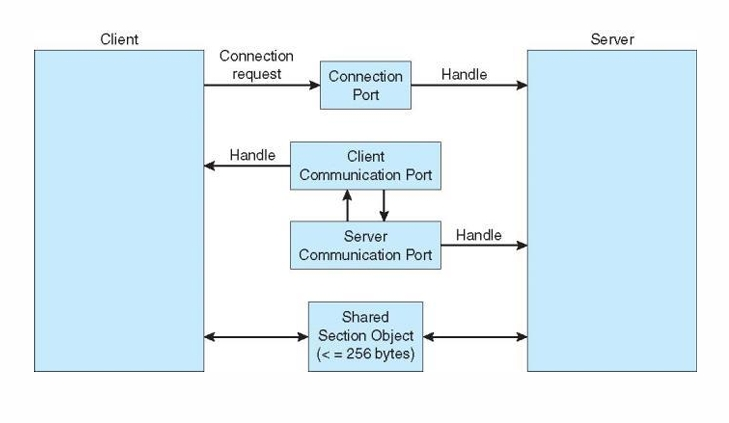 Client
Server
Connection
request
Connection
Port
Handle
Handle
Client
Communication Port
Server
Communication Port
Handle
Shared
Section Object
(< = 256 bytes)